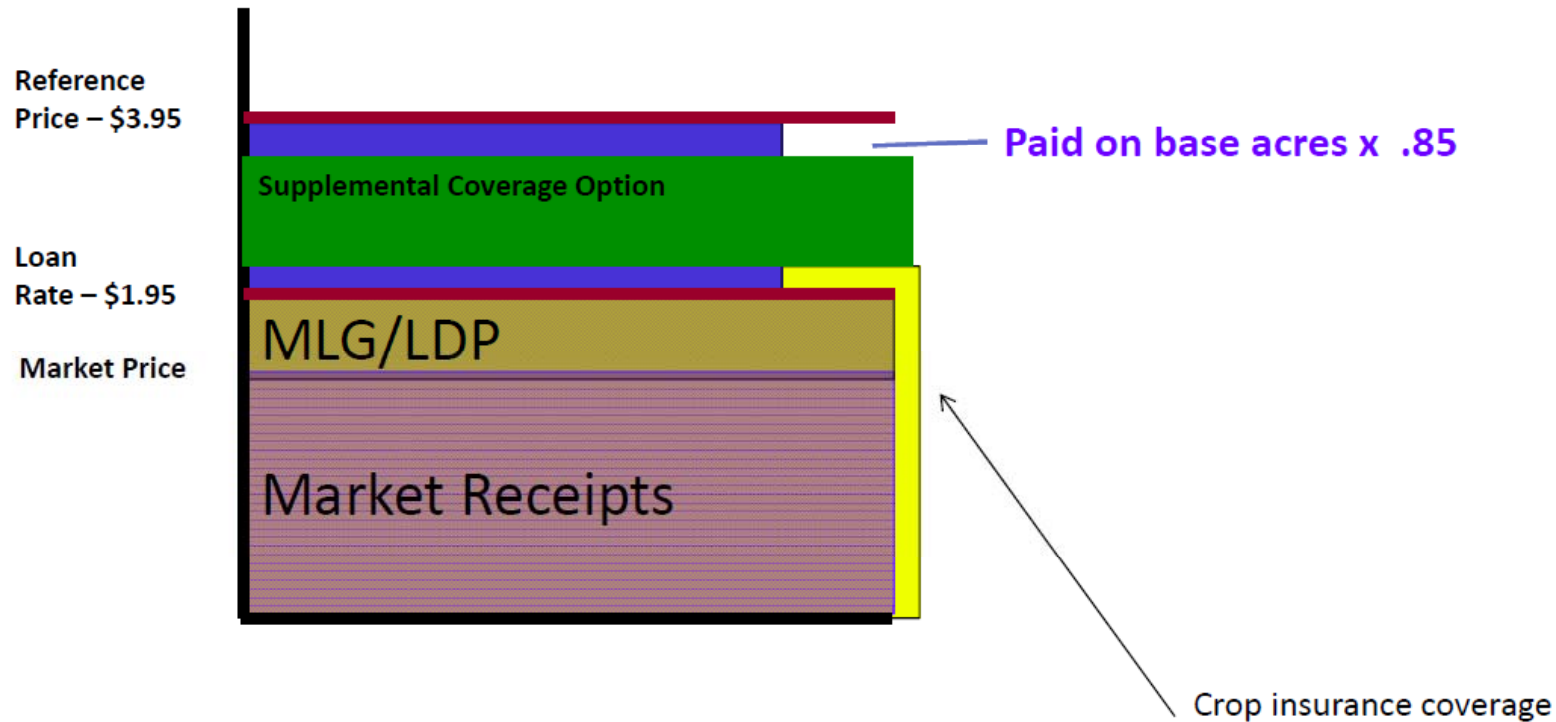 Reference
Price – $3.95
Paid on base acres x .85
Supplemental Coverage Option
Loan
Rate – $1.95
MLG/LDP
Market Price
Market Receipts
Crop insurance coverage